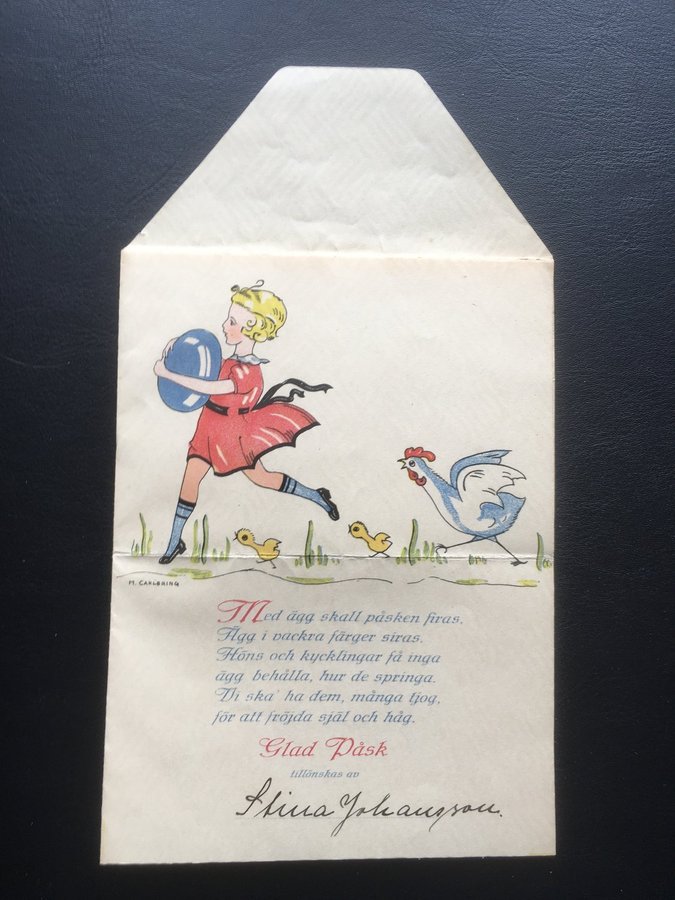 M. CARLBRING
Med ägg skall påsken firas,
Ägg i vackra färger siras.
Höns och kycklingar få inga
ägg behålla, hur de springa.
Vi ska' ha dem, många tjog,
för att fröjda själ och håg.
Glad Påsk
tillönskas av
Stina Johansson.